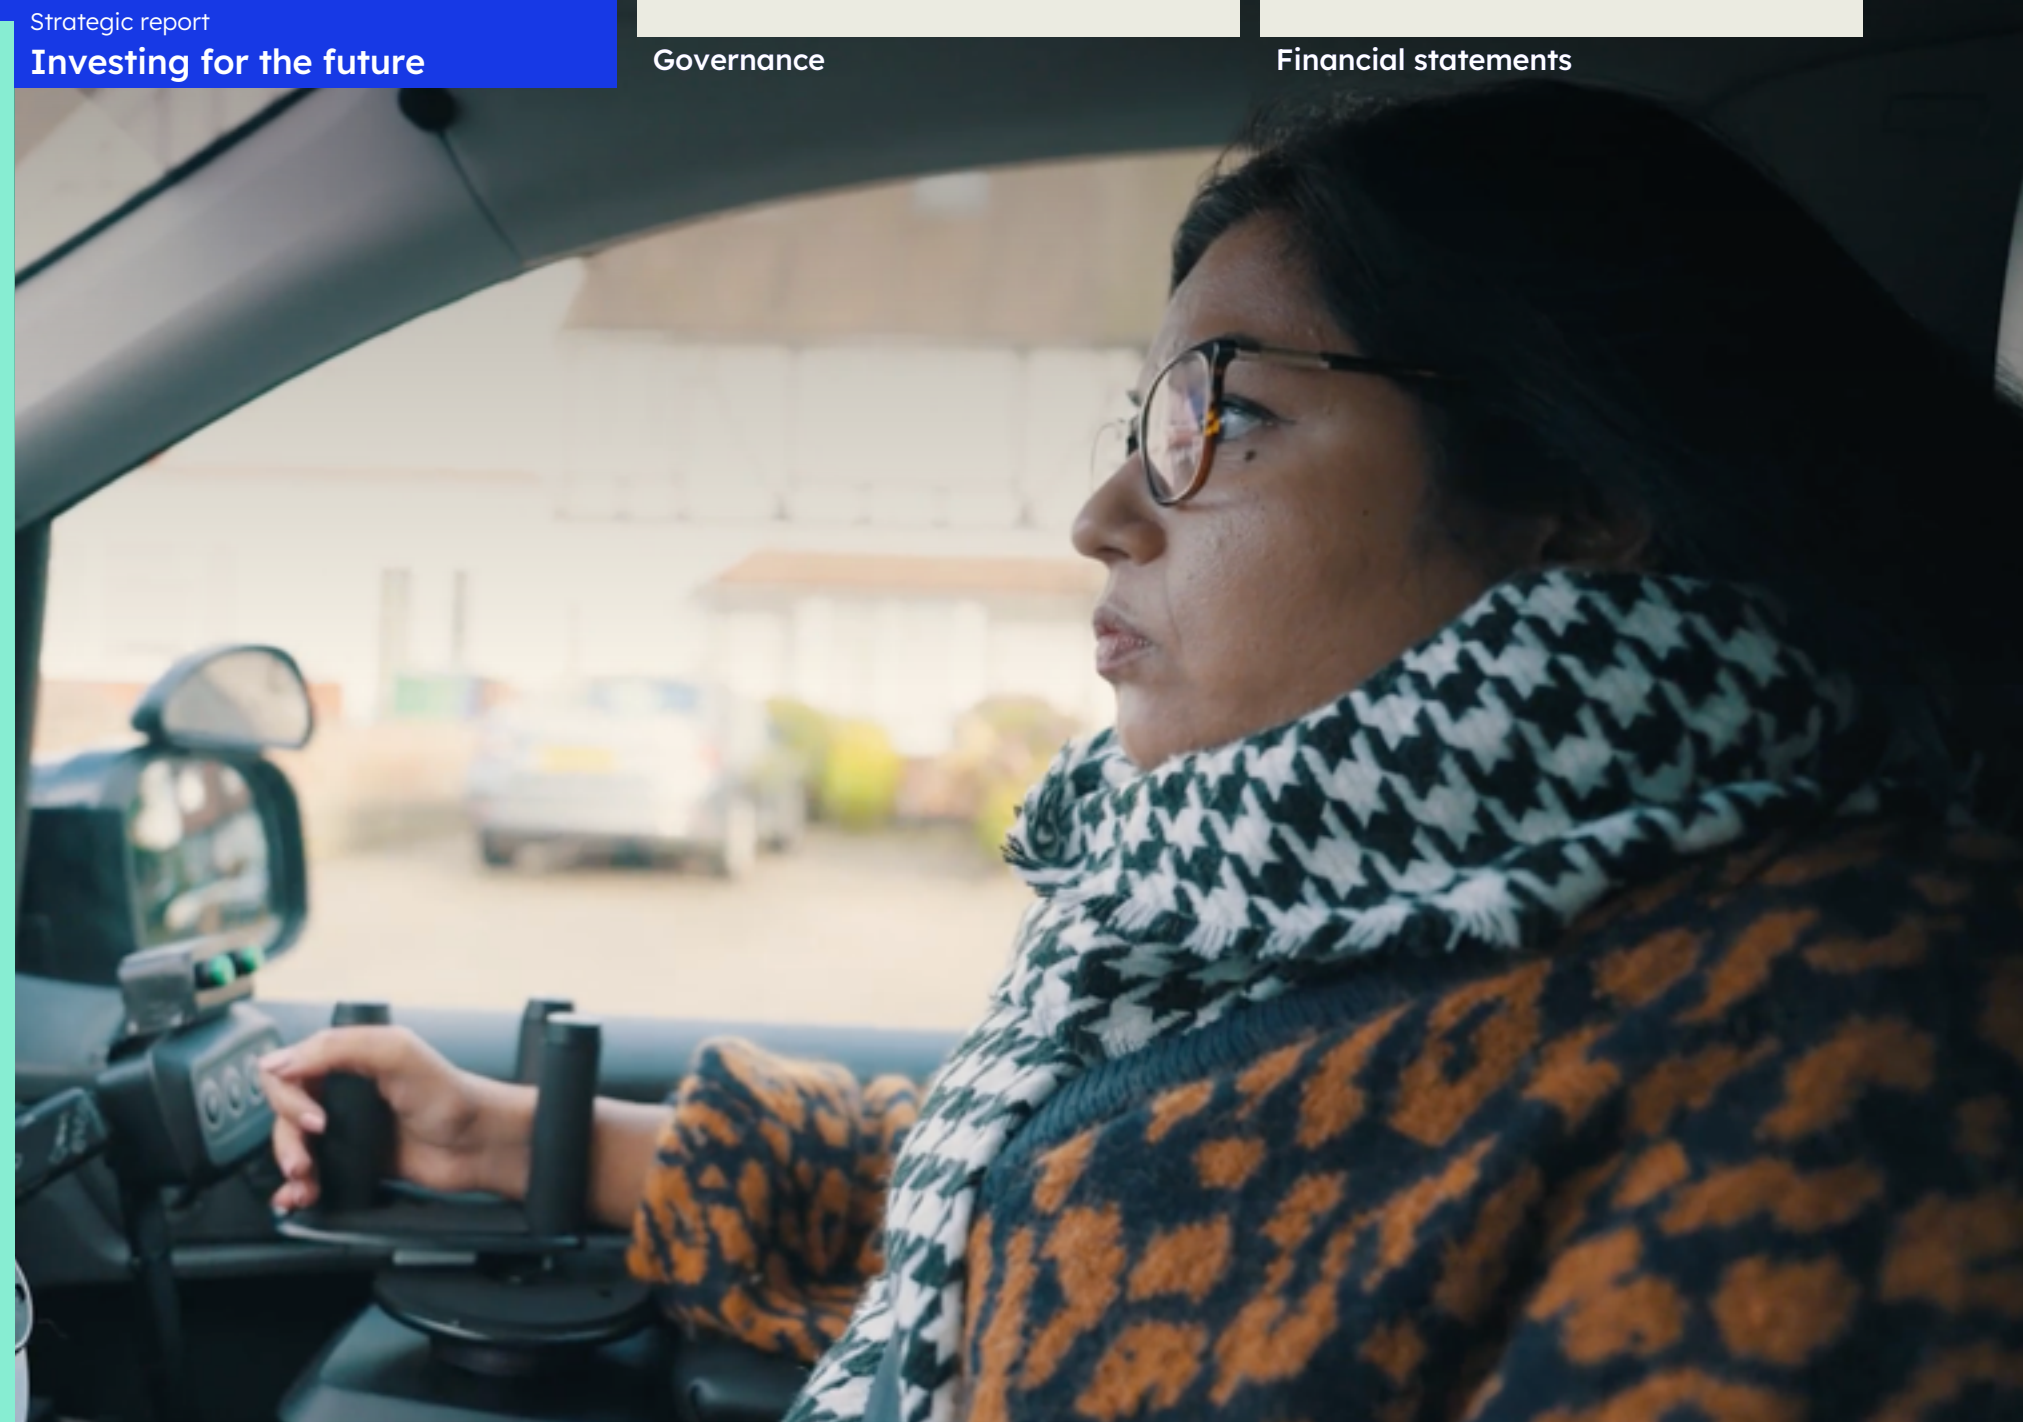 Strategic report
Investing for the future
Governance
Financial statements